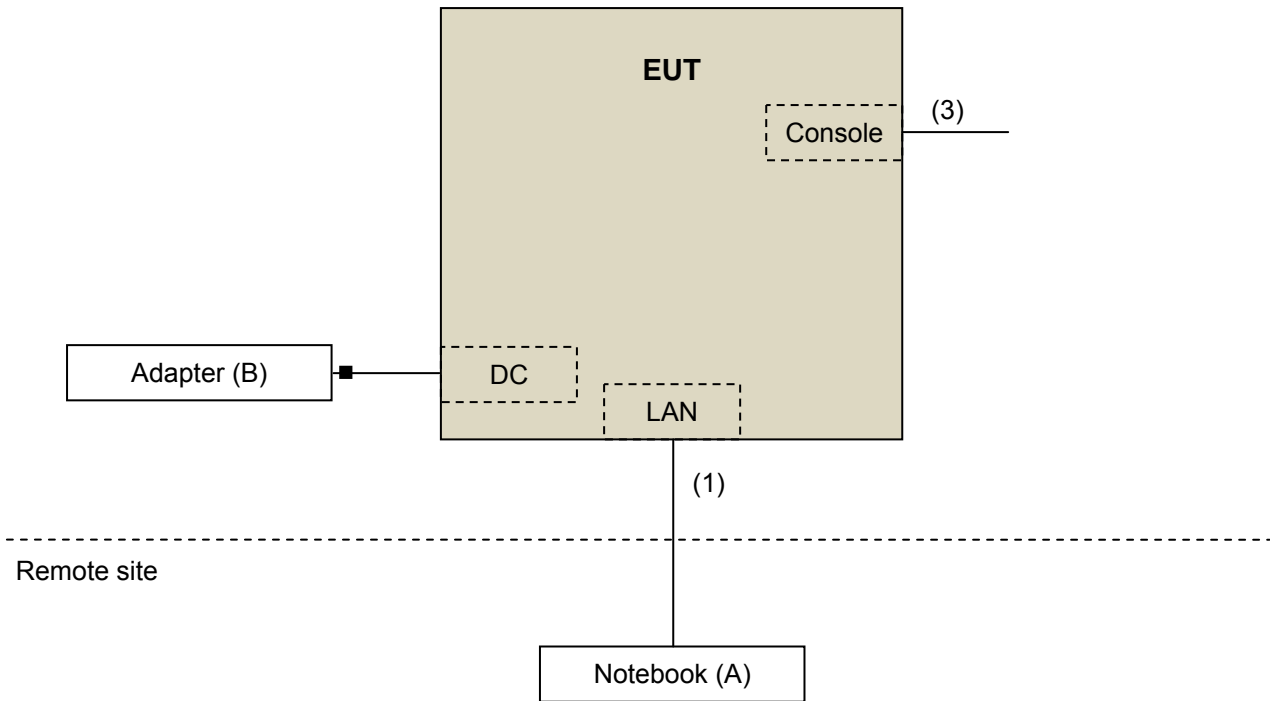 EUT
(3)
Console
Adapter (B)
DC
LAN
(1)
Remote site
Notebook (A)